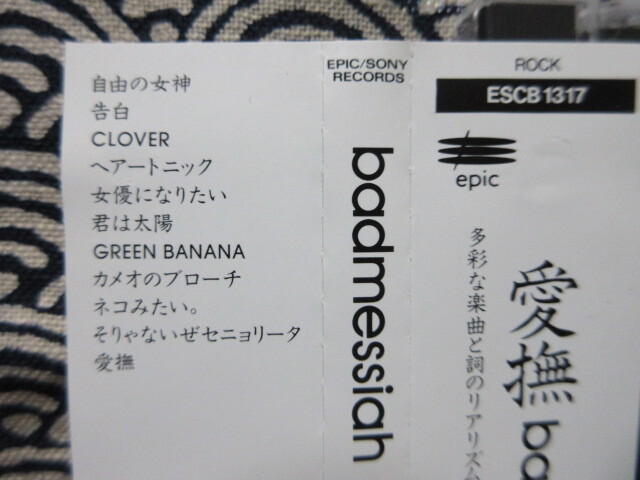 自由の女神
告白
CLOVER
ヘアートニック
女優になりたい
君は太陽
GREEN BANANA
カメオのブローチ
ネコみたい。
そりゃないぜセニョリータ
愛撫
EPIC/SONY
RECORDS
badmessiah
ROCK
ESCB 1317
epic
多彩な楽曲と詞のリアリズム
愛撫
ba